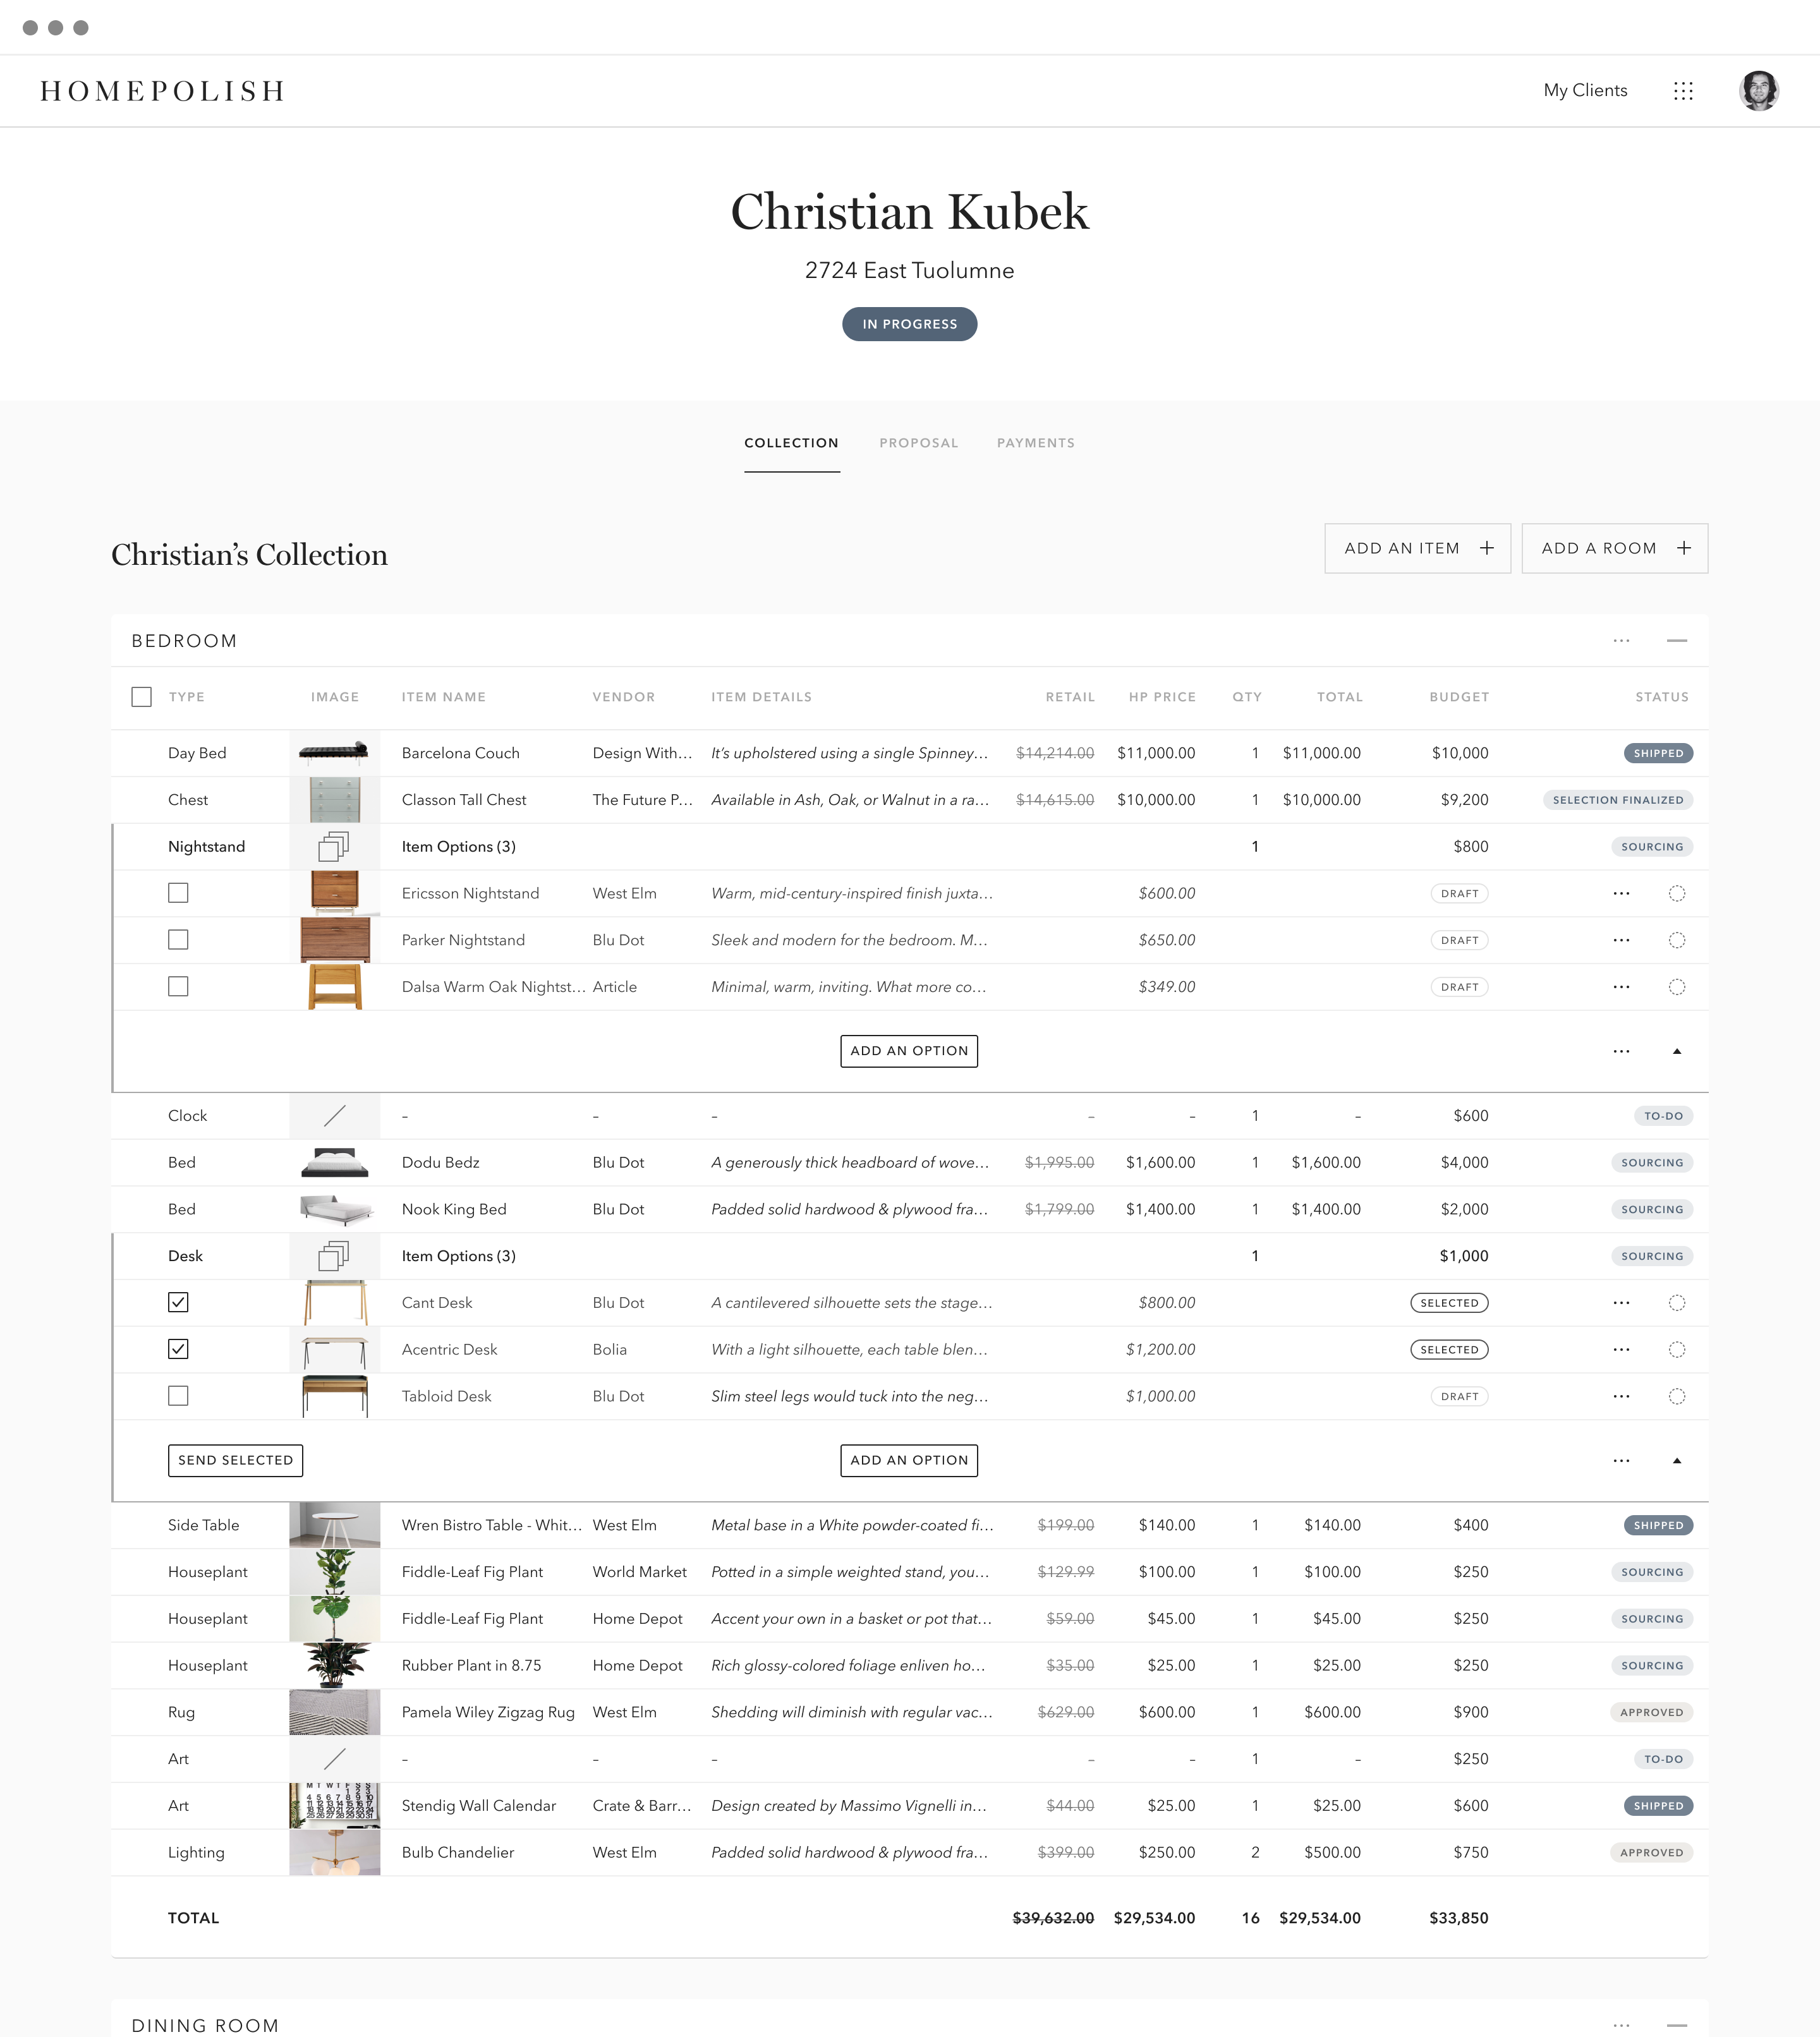 HOMEPOLISH My Clients
Christian Kubek
2724 East Tuolumne
IN PROGRESS
COLLECTION PROPOSAL PAYMENTS
Christian’s Collection ADD AN ITEM + ADD A ROOM +
BEDROOM
TYPE IMAGE ITEM NAME VENDOR ITEM DETAILS RETAIL HP PRICE QTY TOTAL BUDGET STATUS
Day Bed Barcelona Couch Design With… It’s upholstered using a single Spinney… $14,214.00 $11,000.00 1 $11,000.00 $10,000 SHIPPED
Chest Classon Tall Chest The Future P… Available in Ash, Oak, or Walnut in a ra… $14,615.00 $10,000.00 1 $10,000.00 $9,200 SELECTION FINALIZED
Nightstand Item Options (3) 1 $800 SOURCING
Ericsson Nightstand West Elm Warm, mid-century-inspired finish juxta… $600.00 DRAFT
Parker Nightstand Blu Dot Sleek and modern for the bedroom. M… $650.00 DRAFT
Dalsa Warm Oak Nightst… Article Minimal, warm, inviting. What more co… $349.00 DRAFT
ADD AN OPTION
Clock – – – – – 1 – $600 TO-DO
Bed Dodu Bedz Blu Dot A generously thick headboard of wove… $1,995.00 $1,600.00 1 $1,600.00 $4,000 SOURCING
Bed Nook King Bed Blu Dot Padded solid hardwood & plywood fra… $1,799.00 $1,400.00 1 $1,400.00 $2,000 SOURCING
Desk Item Options (3) 1 $1,000 SOURCING
Cant Desk Blu Dot A cantilevered silhouette sets the stage… $800.00 SELECTED
Acentric Desk Bolia With a light silhouette, each table blen… $1,200.00 SELECTED
Tabloid Desk Blu Dot Slim steel legs would tuck into the neg… $1,000.00 DRAFT
SEND SELECTED ADD AN OPTION
Side Table Wren Bistro Table - Whit… West Elm Metal base in a White powder-coated fi… $199.00 $140.00 1 $140.00 $400 SHIPPED
Houseplant Fiddle-Leaf Fig Plant World Market Potted in a simple weighted stand, you… $129.99 $100.00 1 $100.00 $250 SOURCING
Houseplant Fiddle-Leaf Fig Plant Home Depot Accent your own in a basket or pot that… $59.00 $45.00 1 $45.00 $250 SOURCING
Houseplant Rubber Plant in 8.75 Home Depot Rich glossy-colored foliage enliven ho… $35.00 $25.00 1 $25.00 $250 SOURCING
Rug Pamela Wiley Zigzag Rug West Elm Shedding will diminish with regular vac… $629.00 $600.00 1 $600.00 $900 APPROVED
Art – – – – – 1 – $250 TO-DO
Art Stendig Wall Calendar Crate & Barr… Design created by Massimo Vignelli in… $44.00 $25.00 1 $25.00 $600 SHIPPED
Lighting Bulb Chandelier West Elm Padded solid hardwood & plywood fra… $399.00 $250.00 2 $500.00 $750 APPROVED
TOTAL $39,632.00 $29,534.00 16 $29,534.00 $33,850
DINING ROOM